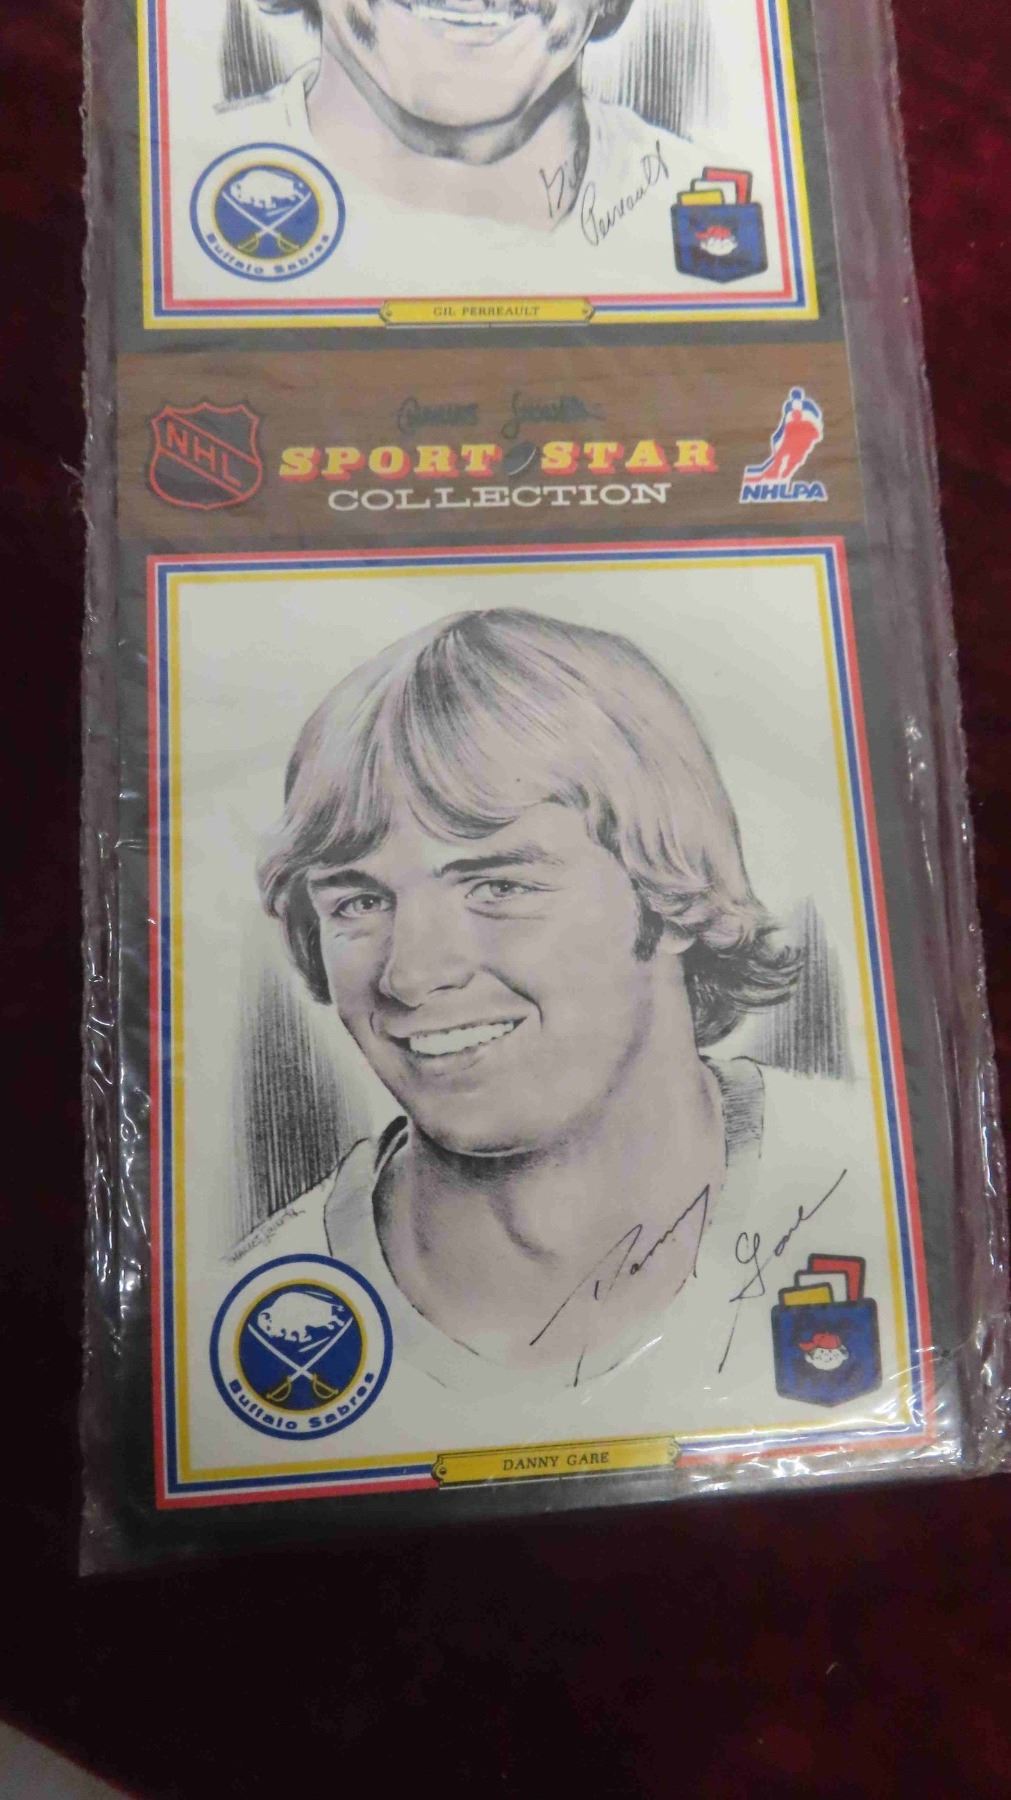 Gil
Perreault
Buffalo Sabres
GIL PERREAULT
NHL
SPORT STAR
COLLECTION
NHLPA
Danny Gare
Buffalo Sabres
DANNY GARE